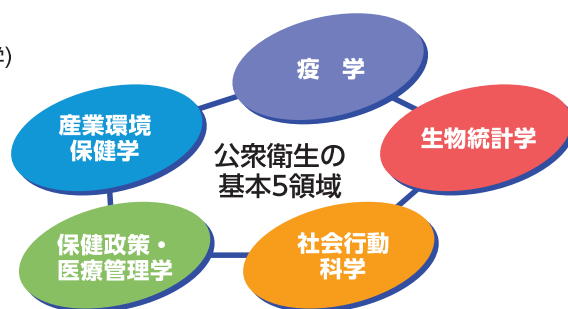 疫　学
産業環境
保健学
生物統計学
公衆衛生の
基本5領域
保健政策・
医療管理学
社会行動
科学